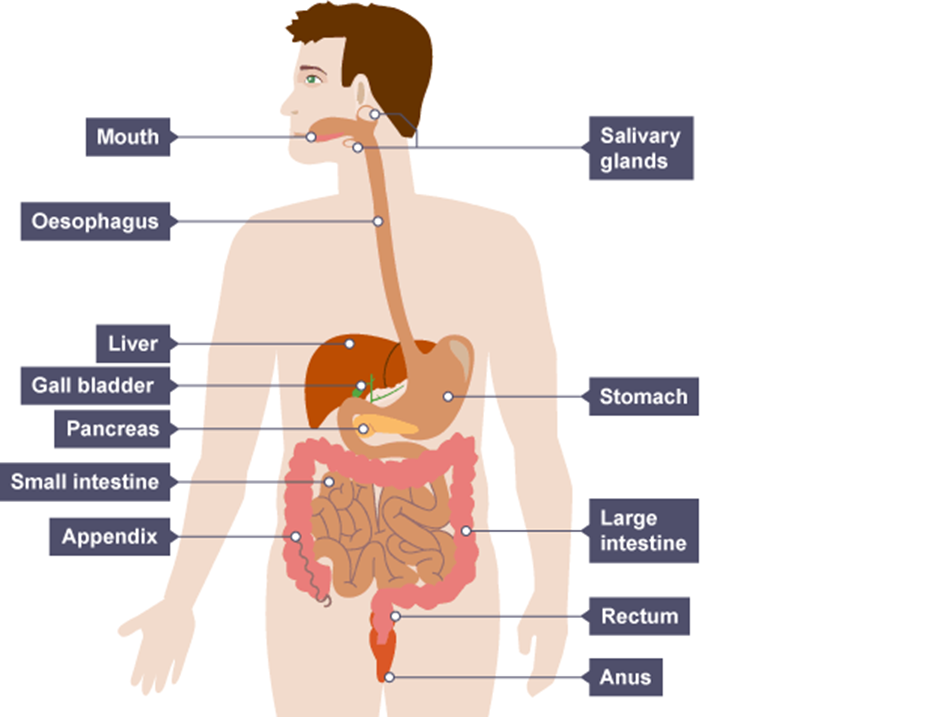 Mouth
Oesophagus
Liver
Gall bladder
Pancreas
Small intestine
Appendix
Salivary
glands
Stomach
Large
intestine
Rectum
Anus